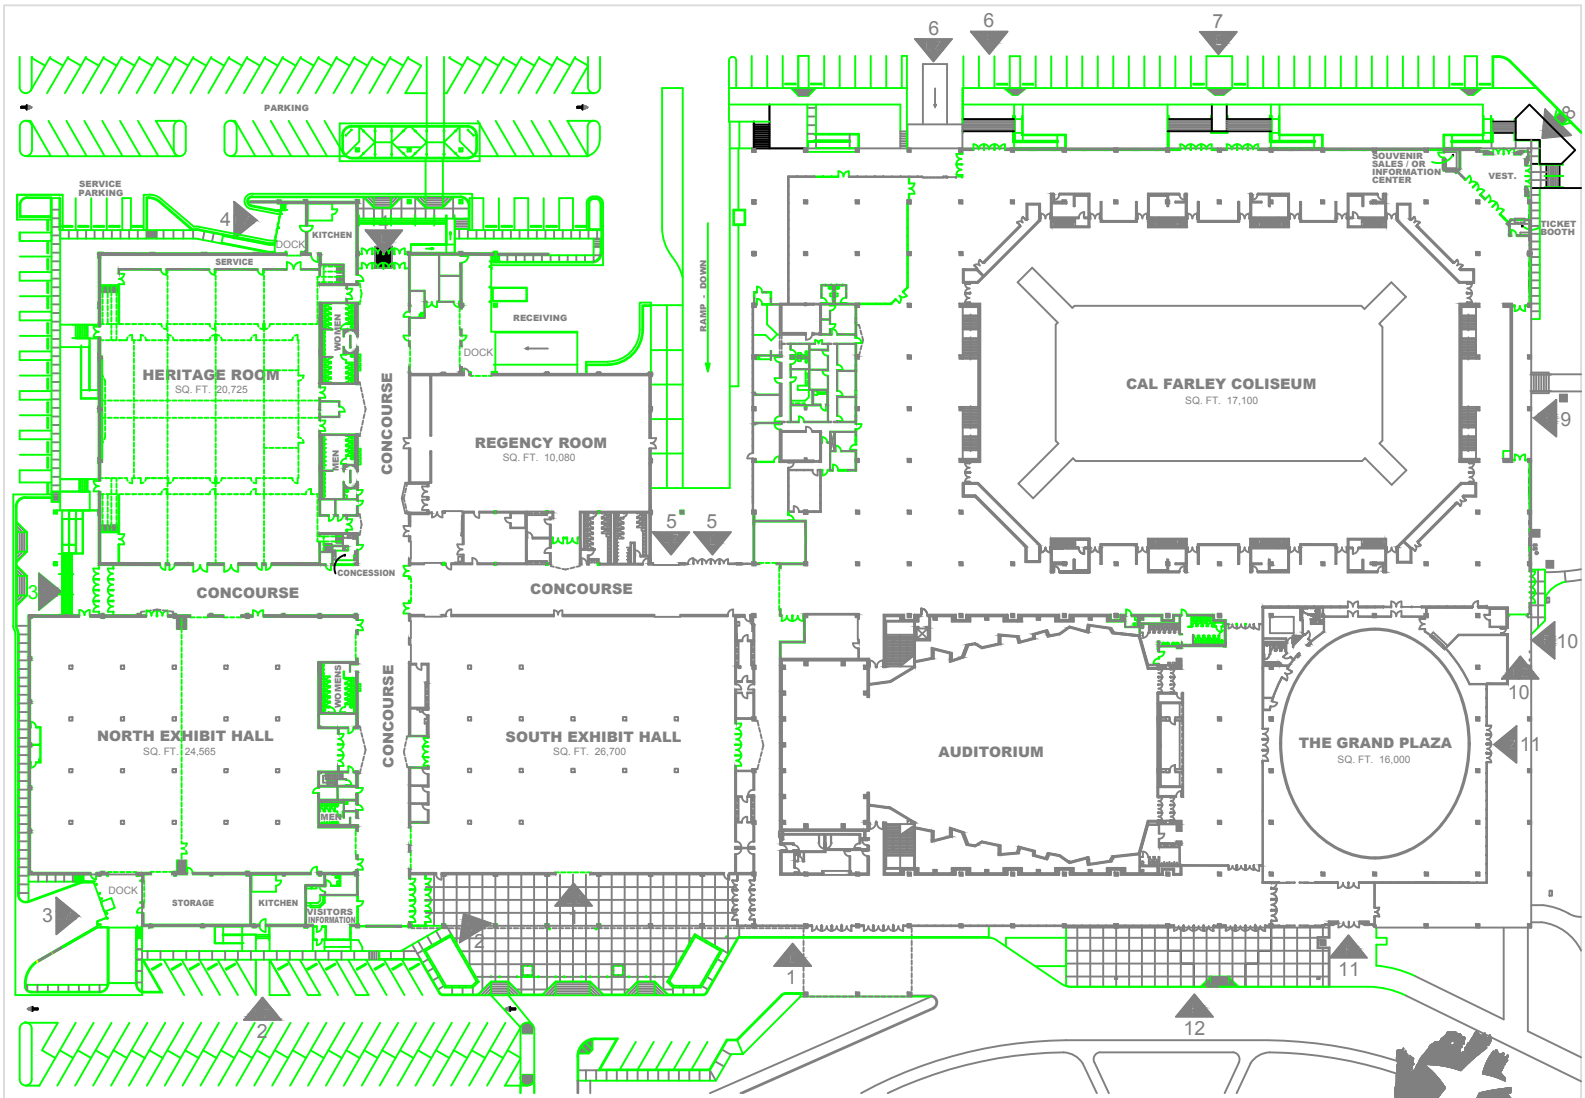 6
6
7
8
PARKING
SERVICE
PARKING
4
DOCK
KITCHEN
SERVICE
SOUVENIR
SALES / OR
INFORMATION
CENTER
VEST.
TICKET
BOOTH
WOMEN
RECEIVING
RAMP - DOWN
DOCK
HERITAGE ROOM
SQ. FT. 20,725
CONCOURSE
CAL FARLEY COLISEUM
SQ. FT. 17,100
9
REGENCY ROOM
SQ. FT. 10,080
MEN
5
5
CONCESSION
3
CONCOURSE
CONCOURSE
10
10
WOMENS
CONCOURSE
NORTH EXHIBIT HALL
SQ. FT. 24,565
SOUTH EXHIBIT HALL
SQ. FT. 26,700
AUDITORIUM
THE GRAND PLAZA
SQ. FT. 16,000
11
MEN
DOCK
STORAGE
KITCHEN
VISITORS
INFORMATION
3
2
1
11
12
2